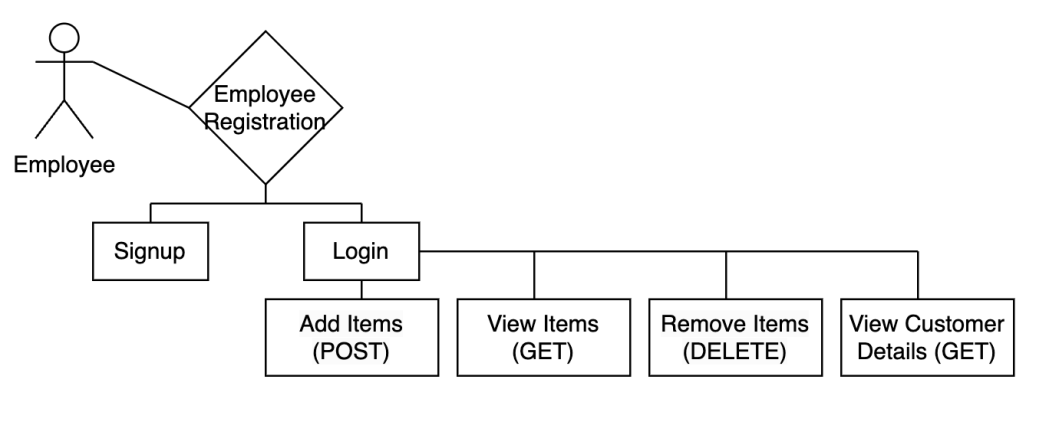 Employee
Registration
Employee
Signup
Login
Add Items
(POST)
View Items
(GET)
Remove Items
(DELETE)
View Customer
Details (GET)